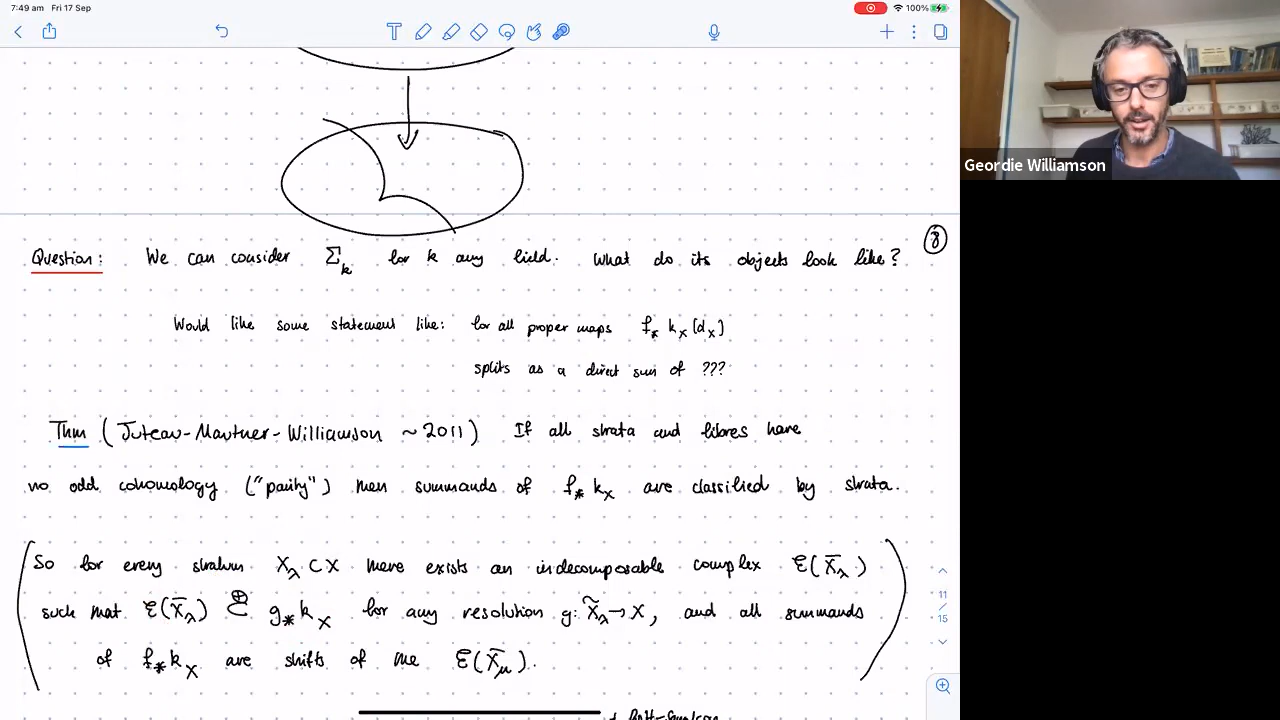 7:49 am Fri 17 Sep
100%
Geordie Williamson
8
Question: We can consider Σ_k for k any field. What do its objects look like?
Would like some statement like: for all proper maps f_* k_X [d_X]
splits as a direct sum of ???
Thm (Juteau-Mautner-Williamson ~2011) If all strata and fibres have
no odd cohomology ("parity") then summands of f_* k_X are classified by strata.
(So for every stratum X_λ ⊂ X there exists an indecomposable complex ℰ(X̄_λ)
such that ℰ(X̄_λ) ⊂^⊕ g_* k_X for any resolution g: X̃_λ → X, and all summands
of f_* k_X are shifts of the ℰ(X̄_μ).)
11
/
15